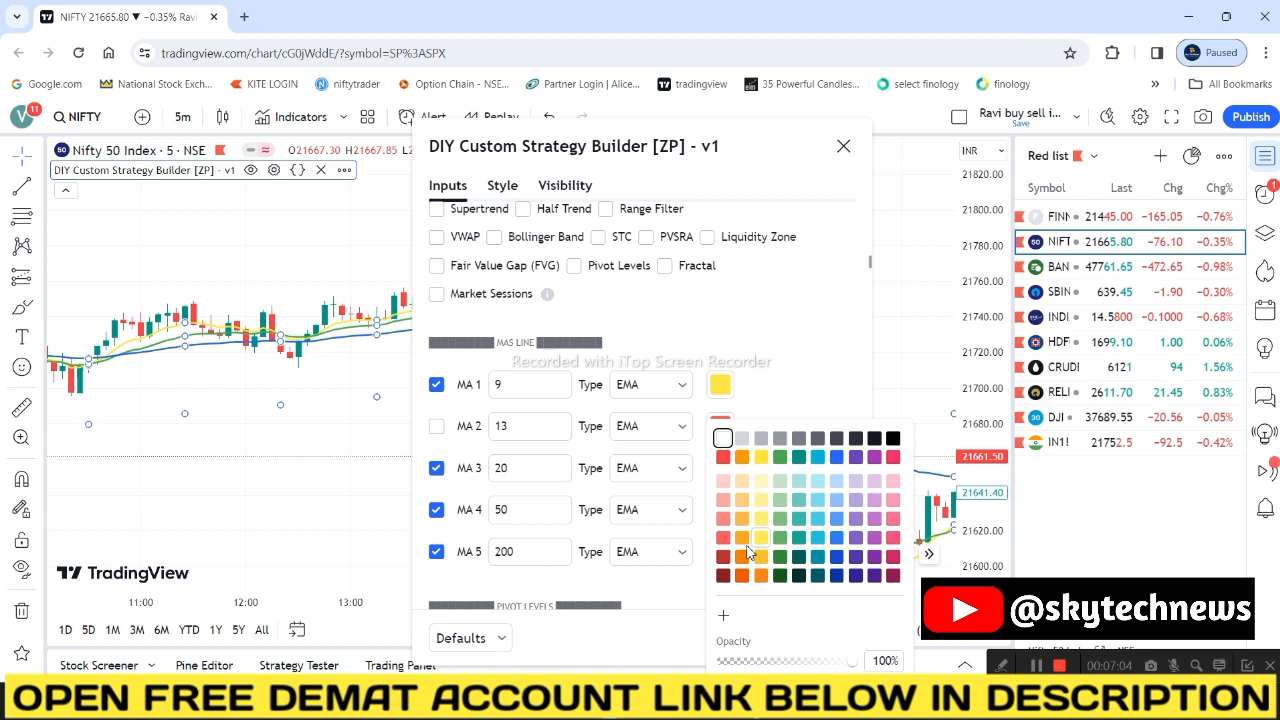 NIFTY 21665.80 ▼ −0.35% Ravi
tradingview.com/chart/cG0jWddE/?symbol=SP%3ASPX
Paused
Google.com
National Stock Exch...
KITE LOGIN
niftytrader
Option Chain - NSE...
Partner Login | Alice...
tradingview
35 Powerful Candles...
select finology
finology
All Bookmarks
V
11
NIFTY
5m
Indicators
Alert
Replay
Ravi buy sell i...
Save
Publish
Nifty 50 Index · 5 · NSE
O21667.30 H21667.85 L2
INR
DIY Custom Strategy Builder [ZP] - v1
DIY Custom Strategy Builder [ZP] - v1
Inputs
Style
Visibility
Supertrend
Half Trend
Range Filter
VWAP
Bollinger Band
STC
PVSRA
Liquidity Zone
Fair Value Gap (FVG)
Pivot Levels
Fractal
Market Sessions
MAS LINE
Recorded with iTop Screen Recorder
MA 1 9 Type EMA
MA 2 13 Type EMA
MA 3 20 Type EMA
MA 4 50 Type EMA
MA 5 200 Type EMA
PIVOT LEVELS
Defaults
Opacity
100%
21820.00
21800.00
21780.00
21760.00
21740.00
21720.00
21700.00
21680.00
21661.50
21641.40
21620.00
21600.00
Red list
Symbol Last Chg Chg%
FINN 21445.00 −165.05 −0.76%
50 NIFT 21665.80 −76.10 −0.35%
BAN 47761.65 −472.65 −0.98%
SBIN 639.45 −1.90 −0.30%
INDI. 14.5800 −0.1000 −0.68%
HDF 1699.10 1.00 0.06%
CRUDE 6121 94 1.56%
RELI 2611.70 21.45 0.83%
30 DJI 37689.55 −20.56 −0.05%
IN1! 21752.5 −92.5 −0.42%
TradingView
11:00 12:00 13:00
1D 5D 1M 3M 6M YTD 1Y 5Y All
Stock Screener
Pine Editor
Strategy Tester
Trading Panel
@skytechnews
00:07:04
OPEN FREE DEMAT ACCOUNT LINK BELOW IN DESCRIPTION